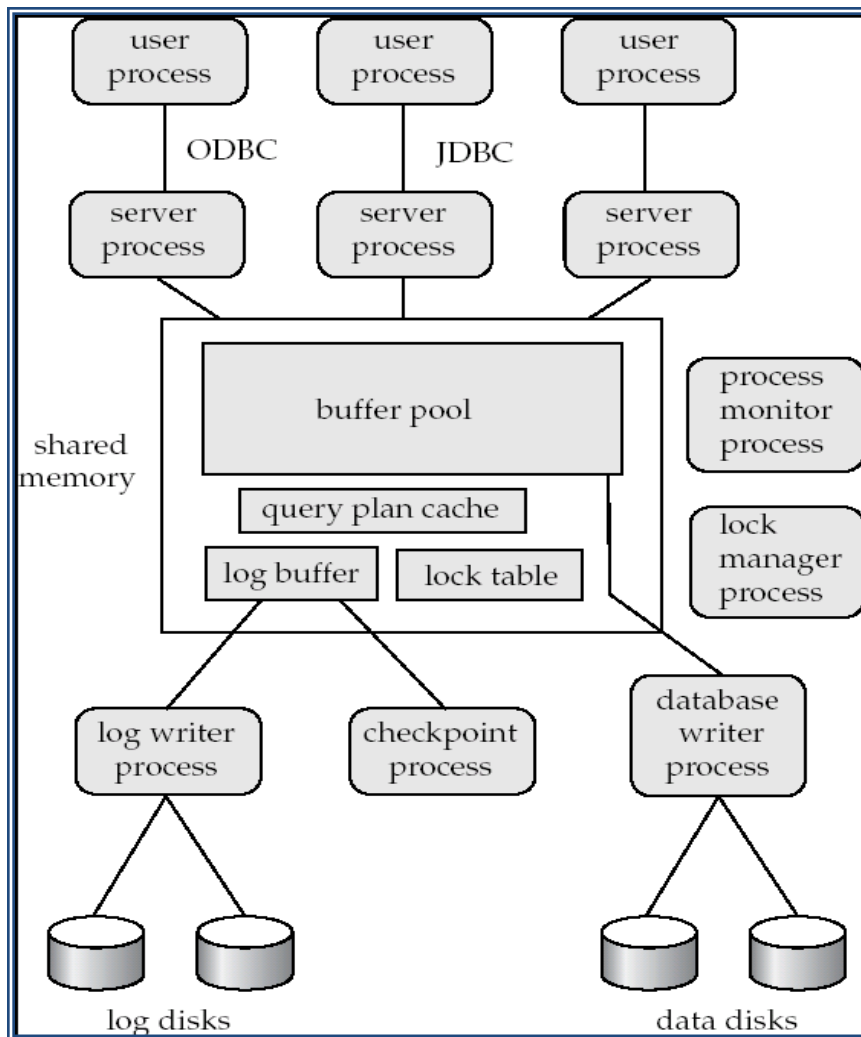 user
process
user
process
user
process
ODBC
JDBC
server
process
server
process
server
process
shared
memory
buffer pool
query plan cache
log buffer
lock table
process
monitor
process
lock
manager
process
log writer
process
checkpoint
process
database
writer
process
log disks
data disks